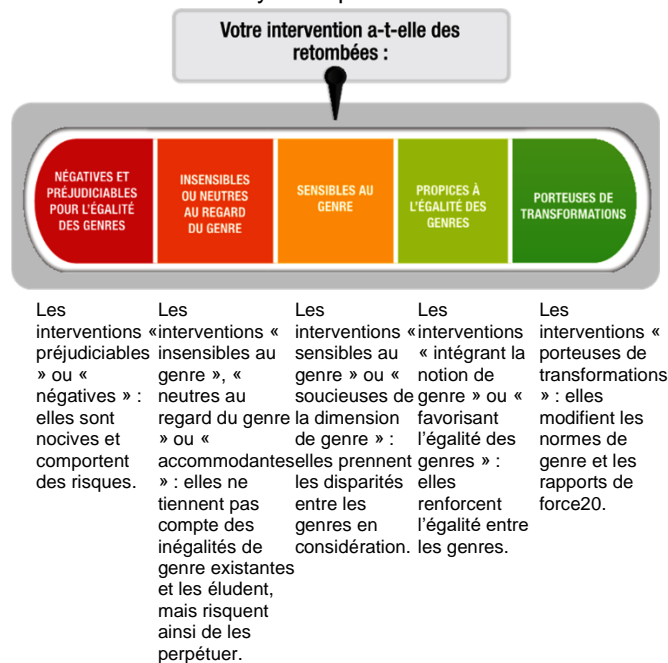 Votre intervention a-t-elle des
retombées :
NÉGATIVES ET
PRÉJUDICIABLES
POUR L'ÉGALITÉ
DES GENRES
INSENSIBLES
OU NEUTRES
AU REGARD
DU GENRE
SENSIBLES AU
GENRE
PROPICES À
L'ÉGALITÉ DES
GENRES
PORTEUSES DE
TRANSFORMATIONS
Les
interventions «
préjudiciables
» ou «
négatives » :
elles sont
nocives et
comportent
des risques.
Les
interventions «
insensibles au
genre », «
neutres au
regard du genre
» ou «
accommodantes
» : elles ne
tiennent pas
compte des
inégalités de
genre existantes
et les éludent,
mais risquent
ainsi de les
perpétuer.
Les
interventions «
sensibles au
genre » ou «
soucieuses de
la dimension
de genre » :
elles prennent
les disparités
entre les
genres en
considération.
Les
interventions
« intégrant la
notion de
genre » ou «
favorisant
l’égalité des
genres » :
elles
renforcent
l’égalité entre
les genres.
Les
interventions «
porteuses de
transformations
» : elles
modifient les
normes de
genre et les
rapports de
force20.